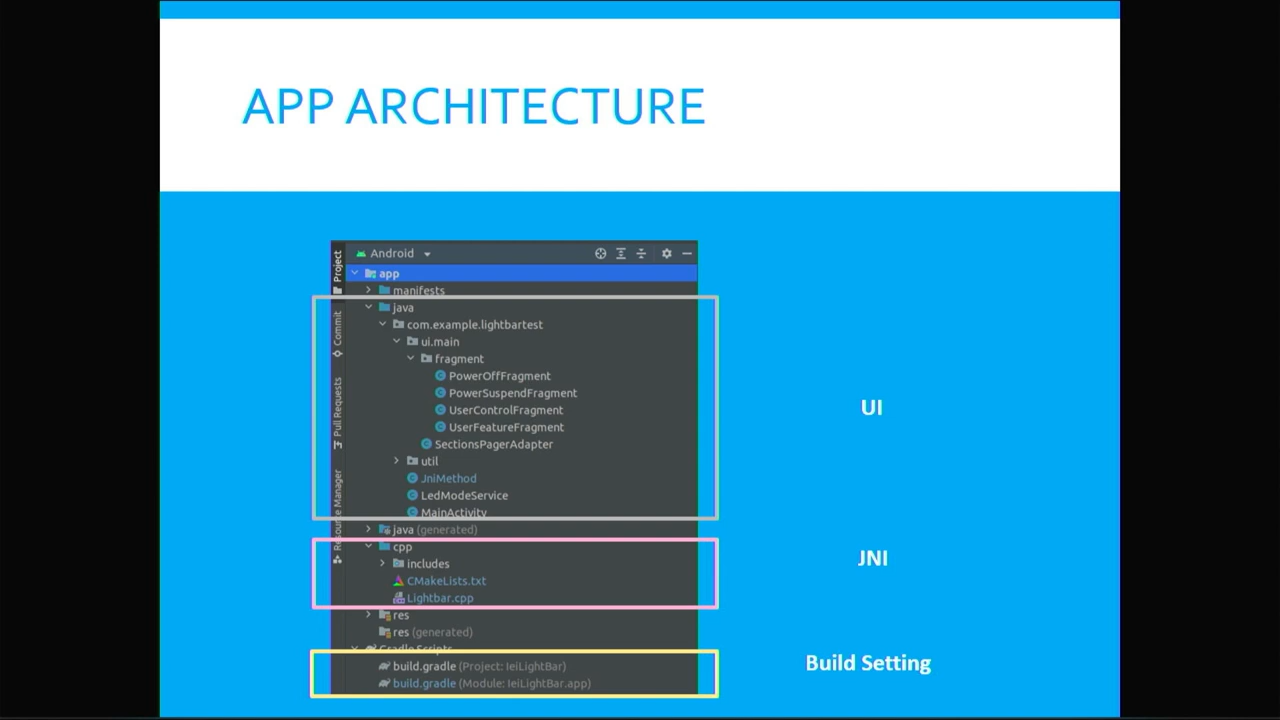 APP ARCHITECTURE
Android
Project
app
manifests
java
com.example.lightbartest
Commit
ui.main
fragment
PowerOffFragment
PowerSuspendFragment
Pull Requests
UserControlFragment
UI
UserFeatureFragment
SectionsPagerAdapter
util
JniMethod
LedModeService
Resource Manager
MainActivity
java (generated)
cpp
JNI
includes
CMakeLists.txt
Lightbar.cpp
res
res (generated)
Gradle Scripts
build.gradle (Project: IeiLightBar)
Build Setting
build.gradle (Module: IeiLightBar.app)